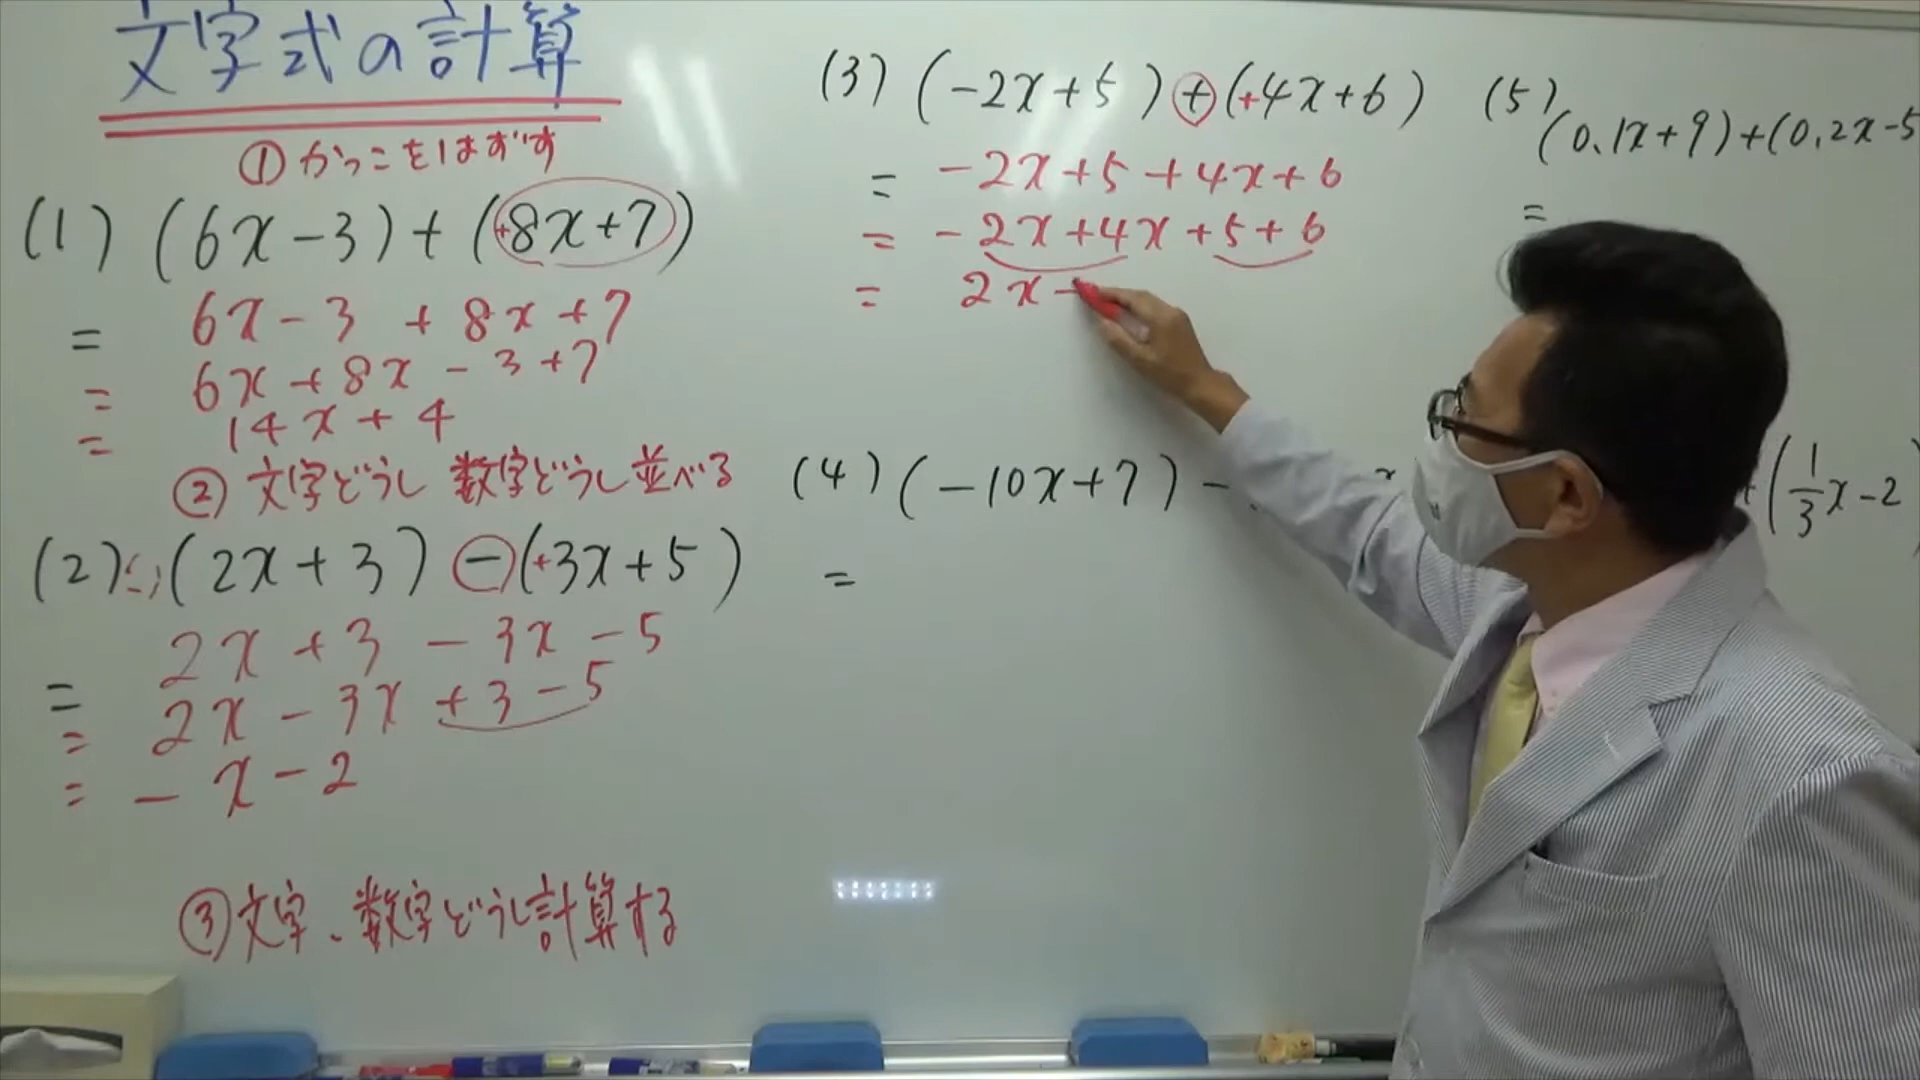 文字式の計算
①かっこをはずす
(1) (6x-3)+(+8x+7)
= 6x-3 +8x+7
= 6x+8x-3+7
= 14x+4
②文字どうし 数字どうし並べる
(2) (2x+3)-(+3x+5)
= 2x+3-3x-5
= 2x-3x+3-5
= -x-2
③文字、数字どうし計算する
(3) (-2x+5)+(+4x+6)
= -2x+5+4x+6
= -2x+4x+5+6
= 2x
(4) (-10x+7)-
=
(5)
(0.1x+9)+(0.2x-5
=
(1/3x-2)